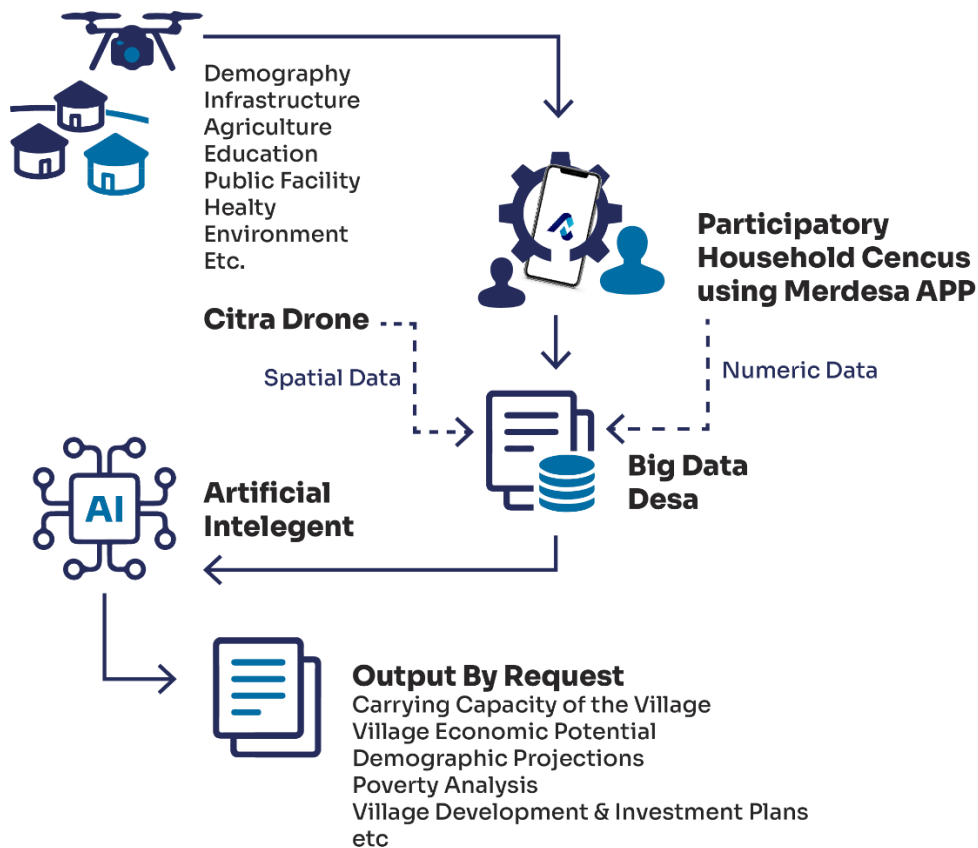 Demography
Infrastructure
Agriculture
Education
Public Facility
Healty
Environment
Etc.
Participatory
Household Cencus
using Merdesa APP
Citra Drone
Spatial Data
Numeric Data
Big Data
Desa
AI
Artificial
Intelegent
Output By Request
Carrying Capacity of the Village
Village Economic Potential
Demographic Projections
Poverty Analysis
Village Development & Investment Plans
etc